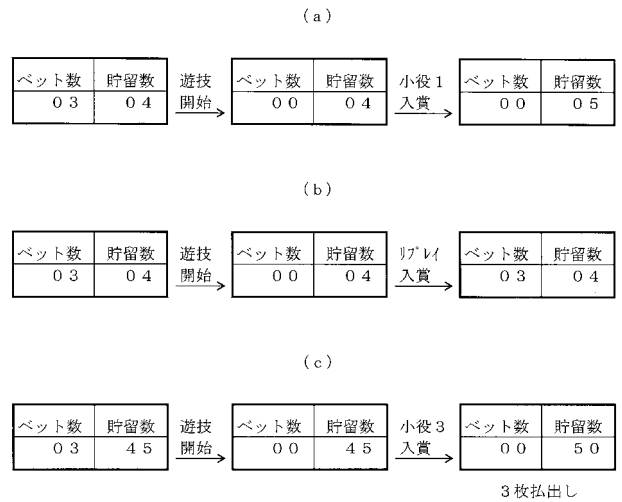 (a)
ベット数 貯留数 遊技 ベット数 貯留数 小役1 ベット数 貯留数
03 04 開始 00 04 入賞 00 05
(b)
ベット数 貯留数 遊技 ベット数 貯留数 リプレイ ベット数 貯留数
03 04 開始 00 04 入賞 03 04
(c)
ベット数 貯留数 遊技 ベット数 貯留数 小役3 ベット数 貯留数
03 45 開始 00 45 入賞 00 50
3枚払出し